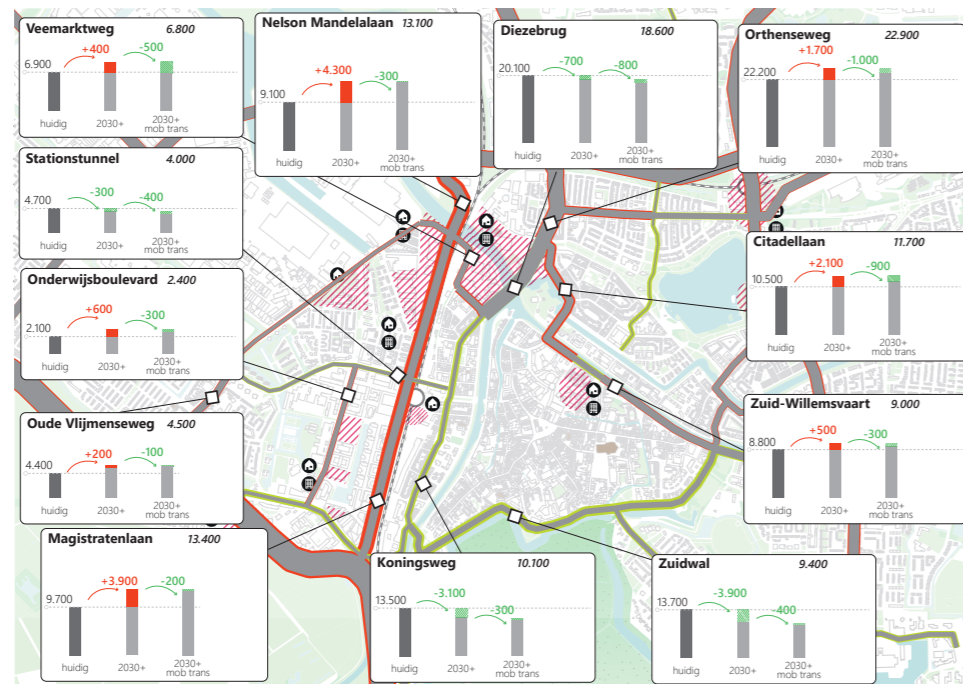 Veemarktweg 6.800
+400 -500
6.900
huidig 2030+ 2030+
mob trans
Nelson Mandelalaan 13.100
+4.300 -300
9.100
huidig 2030+ 2030+
mob trans
Diezebrug 18.600
20.100 -700 -800
huidig 2030+ 2030+
mob trans
Orthenseweg 22.900
+1.700 -1.000
22.200
huidig 2030+ 2030+
mob trans
Stationstunnel 4.000
-300 -400
4.700
huidig 2030+ 2030+
mob trans
Citadellaan 11.700
+2.100 -900
10.500
huidig 2030+ 2030+
mob trans
Onderwijsboulevard 2.400
+600 -300
2.100
huidig 2030+ 2030+
mob trans
Zuid-Willemsvaart 9.000
+500 -300
8.800
huidig 2030+ 2030+
mob trans
Oude Vlijmenseweg 4.500
+200 -100
4.400
huidig 2030+ 2030+
mob trans
Magistratenlaan 13.400
+3.900 -200
9.700
huidig 2030+ 2030+
mob trans
Koningsweg 10.100
-3.100
13.500 -300
huidig 2030+ 2030+
mob trans
Zuidwal 9.400
-3.900
13.700 -400
huidig 2030+ 2030+
mob trans